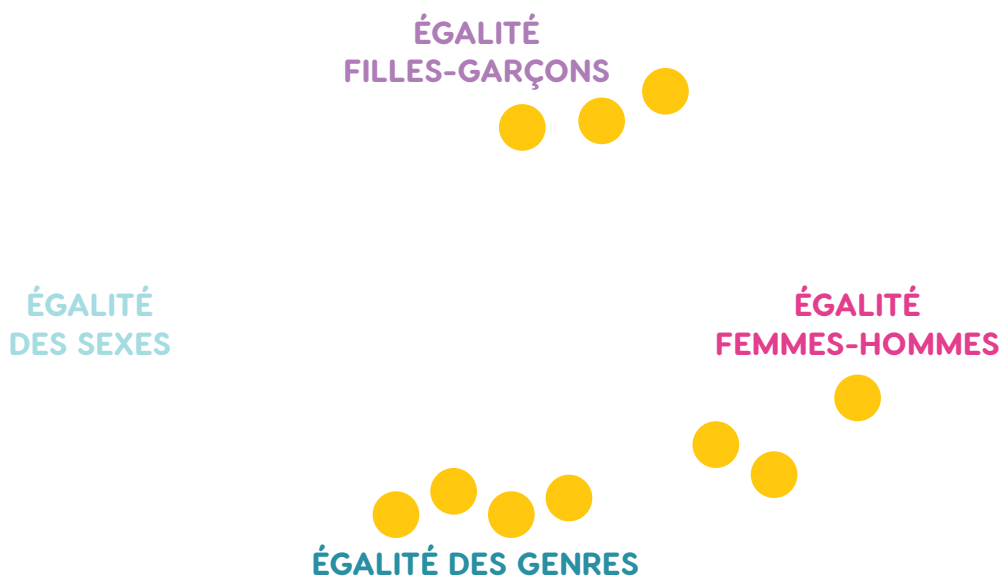 ÉGALITÉ
FILLES-GARÇONS
ÉGALITÉ
DES SEXES
ÉGALITÉ
FEMMES-HOMMES
ÉGALITÉ DES GENRES